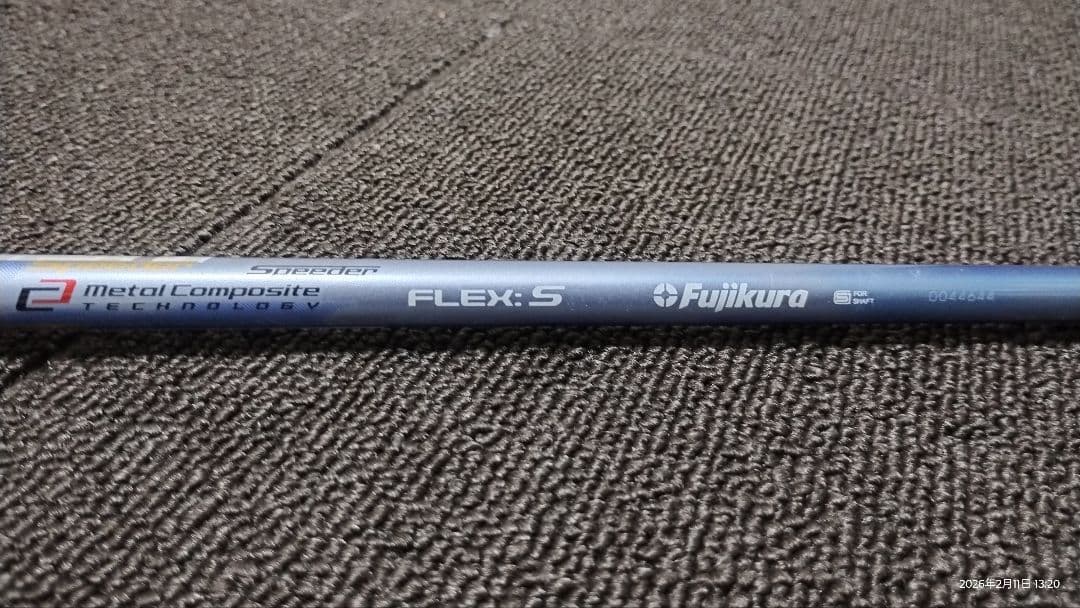 Speeder
Speeder
Metal Composite
TECHNOLOGY
FLEX: S
Fujikura
S FOR
SHAFT
0044644
2026年2月11日 13:20